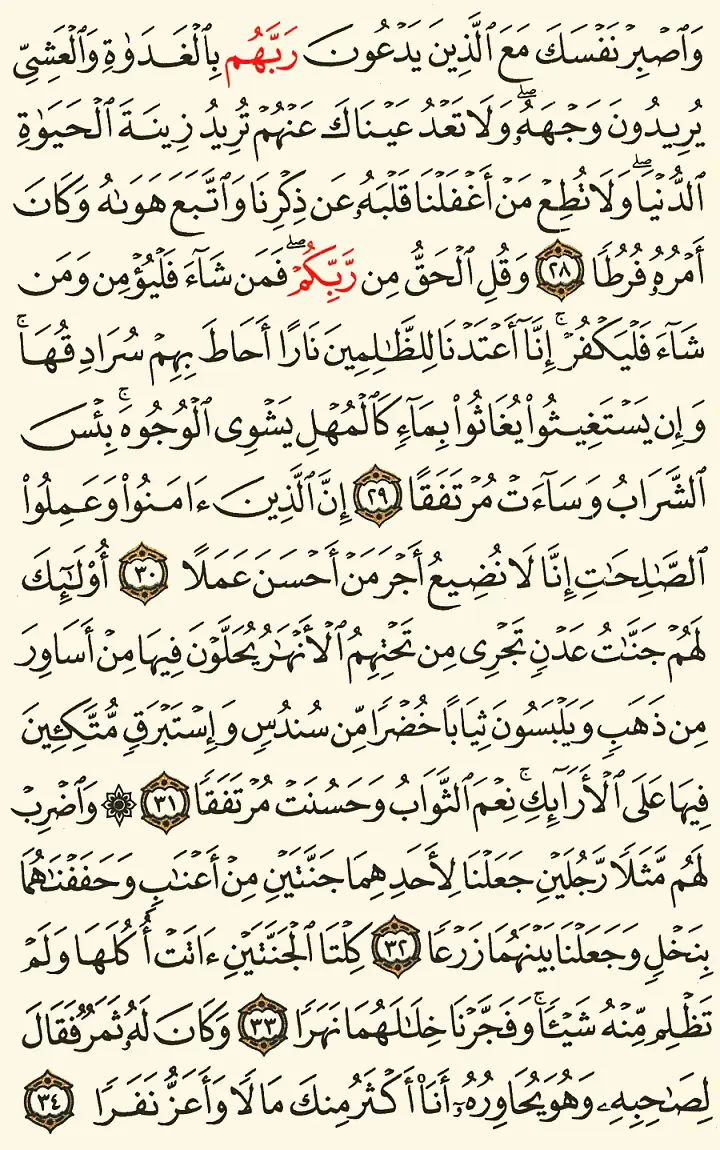 وَٱصۡبِرۡ نَفۡسَكَ مَعَ ٱلَّذِينَ يَدۡعُونَ رَبَّهُم بِٱلۡغَدَوٰةِ وَٱلۡعَشِيِّ
يُرِيدُونَ وَجۡهَهُۥۖ وَلَا تَعۡدُ عَيۡنَاكَ عَنۡهُمۡ تُرِيدُ زِينَةَ ٱلۡحَيَوٰةِ
ٱلدُّنۡيَاۖ وَلَا تُطِعۡ مَنۡ أَغۡفَلۡنَا قَلۡبَهُۥ عَن ذِكۡرِنَا وَٱتَّبَعَ هَوَىٰهُ وَكَانَ
أَمۡرُهُۥ فُرُطٗا ٢٨ وَقُلِ ٱلۡحَقُّ مِن رَّبِّكُمۡۖ فَمَن شَآءَ فَلۡيُؤۡمِن وَمَن
شَآءَ فَلۡيَكۡفُرۡۚ إِنَّآ أَعۡتَدۡنَا لِلظَّٰلِمِينَ نَارًا أَحَاطَ بِهِمۡ سُرَادِقُهَاۚ
وَإِن يَسۡتَغِيثُواْ يُغَاثُواْ بِمَآءٖ كَٱلۡمُهۡلِ يَشۡوِي ٱلۡوُجُوهَۚ بِئۡسَ
ٱلشَّرَابُ وَسَآءَتۡ مُرۡتَفَقًا ٢٩ إِنَّ ٱلَّذِينَ ءَامَنُواْ وَعَمِلُواْ
ٱلصَّٰلِحَٰتِ إِنَّا لَا نُضِيعُ أَجۡرَ مَنۡ أَحۡسَنَ عَمَلًا ٣٠ أُوْلَٰٓئِكَ
لَهُمۡ جَنَّٰتُ عَدۡنٖ تَجۡرِي مِن تَحۡتِهِمُ ٱلۡأَنۡهَٰرُ يُحَلَّوۡنَ فِيهَا مِنۡ أَسَاوِرَ
مِن ذَهَبٖ وَيَلۡبَسُونَ ثِيَابًا خُضۡرٗا مِّن سُندُسٖ وَإِسۡتَبۡرَقٖ مُّتَّكِـِٔينَ
فِيهَا عَلَى ٱلۡأَرَآئِكِۚ نِعۡمَ ٱلثَّوَابُ وَحَسُنَتۡ مُرۡتَفَقٗا ٣١ ۞ وَٱضۡرِبۡ
لَهُم مَّثَلٗا رَّجُلَيۡنِ جَعَلۡنَا لِأَحَدِهِمَا جَنَّتَيۡنِ مِنۡ أَعۡنَٰبٖ وَحَفَفۡنَٰهُمَا
بِنَخۡلٖ وَجَعَلۡنَا بَيۡنَهُمَا زَرۡعٗا ٣٢ كِلۡتَا ٱلۡجَنَّتَيۡنِ ءَاتَتۡ أُكُلَهَا وَلَمۡ
تَظۡلِم مِّنۡهُ شَيۡـٔٗاۚ وَفَجَّرۡنَا خِلَٰلَهُمَا نَهَرٗا ٣٣ وَكَانَ لَهُۥ ثَمَرٞ فَقَالَ
لِصَٰحِبِهِۦ وَهُوَ يُحَاوِرُهُۥٓ أَنَا۠ أَكۡثَرُ مِنكَ مَالٗا وَأَعَزُّ نَفَرٗا ٣٤